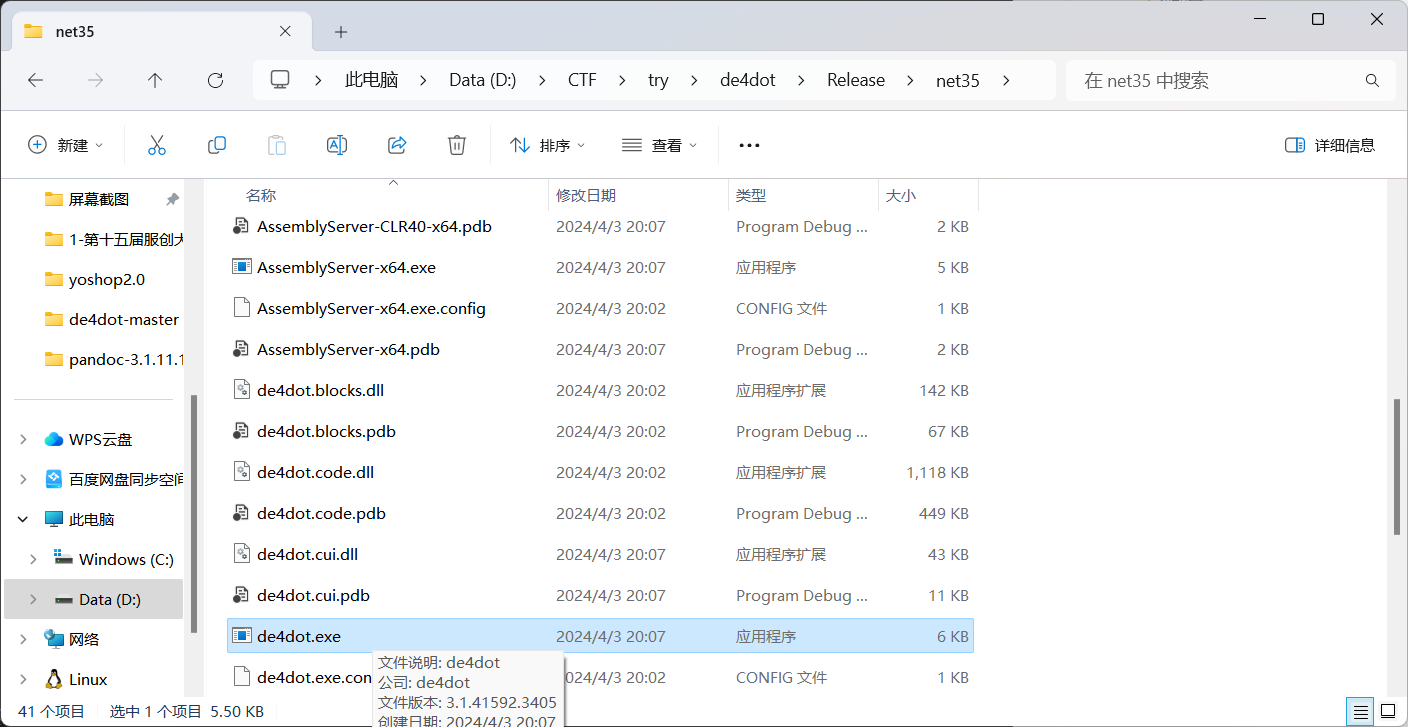 net35
此电脑 Data (D:) CTF try de4dot Release net35
在 net35 中搜索
新建 排序 查看 详细信息
屏幕截图
1-第十五届服创大
yoshop2.0
de4dot-master
pandoc-3.1.11.1
WPS云盘
百度网盘同步空间
此电脑
Windows (C:)
Data (D:)
网络
Linux
名称 修改日期 类型 大小
AssemblyServer-CLR40-x64.pdb 2024/4/3 20:07 Program Debug ... 2 KB
AssemblyServer-x64.exe 2024/4/3 20:07 应用程序 5 KB
AssemblyServer-x64.exe.config 2024/4/3 20:02 CONFIG 文件 1 KB
AssemblyServer-x64.pdb 2024/4/3 20:07 Program Debug ... 2 KB
de4dot.blocks.dll 2024/4/3 20:02 应用程序扩展 142 KB
de4dot.blocks.pdb 2024/4/3 20:02 Program Debug ... 67 KB
de4dot.code.dll 2024/4/3 20:02 应用程序扩展 1,118 KB
de4dot.code.pdb 2024/4/3 20:02 Program Debug ... 449 KB
de4dot.cui.dll 2024/4/3 20:07 应用程序扩展 43 KB
de4dot.cui.pdb 2024/4/3 20:07 Program Debug ... 11 KB
de4dot.exe 2024/4/3 20:07 应用程序 6 KB
de4dot.exe.con 024/4/3 20:02 CONFIG 文件 1 KB
文件说明: de4dot
公司: de4dot
文件版本: 3.1.41592.3405
创建日期: 2024/4/3 20:07
41 个项目 选中 1 个项目 5.50 KB